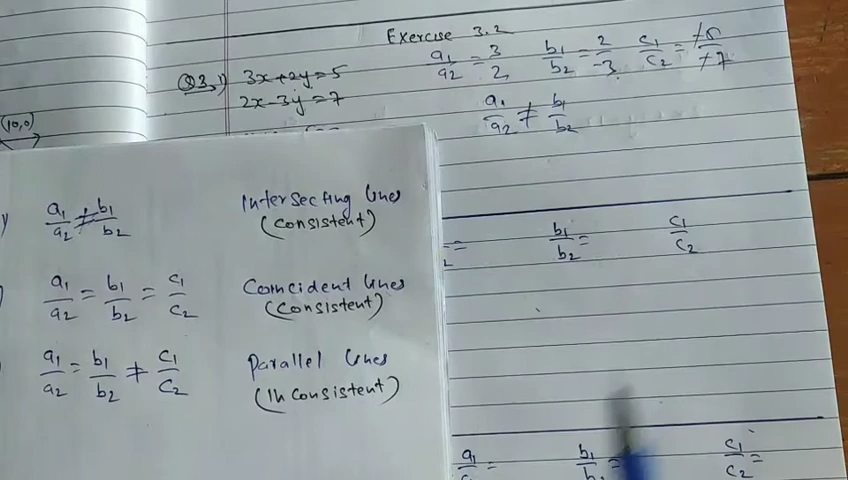 Exercise 3.2
Q3. 1) 3x+2y=5 a1/a2 = 3/2 b1/b2 = 2/-3 c1/c2 = -5/-7
2x-3y=7
a1/a2 ≠ b1/b2
(10,0)
a1/a2 ≠ b1/b2 Intersecting lines
(consistent)
a1/a2 = b1/b2 = c1/c2 Coincident lines
(consistent)
a1/a2 = b1/b2 ≠ c1/c2 parallel lines
(Inconsistent)
b1/b2 = c1/c2
a1 = b1/b2 = c1/c2 =